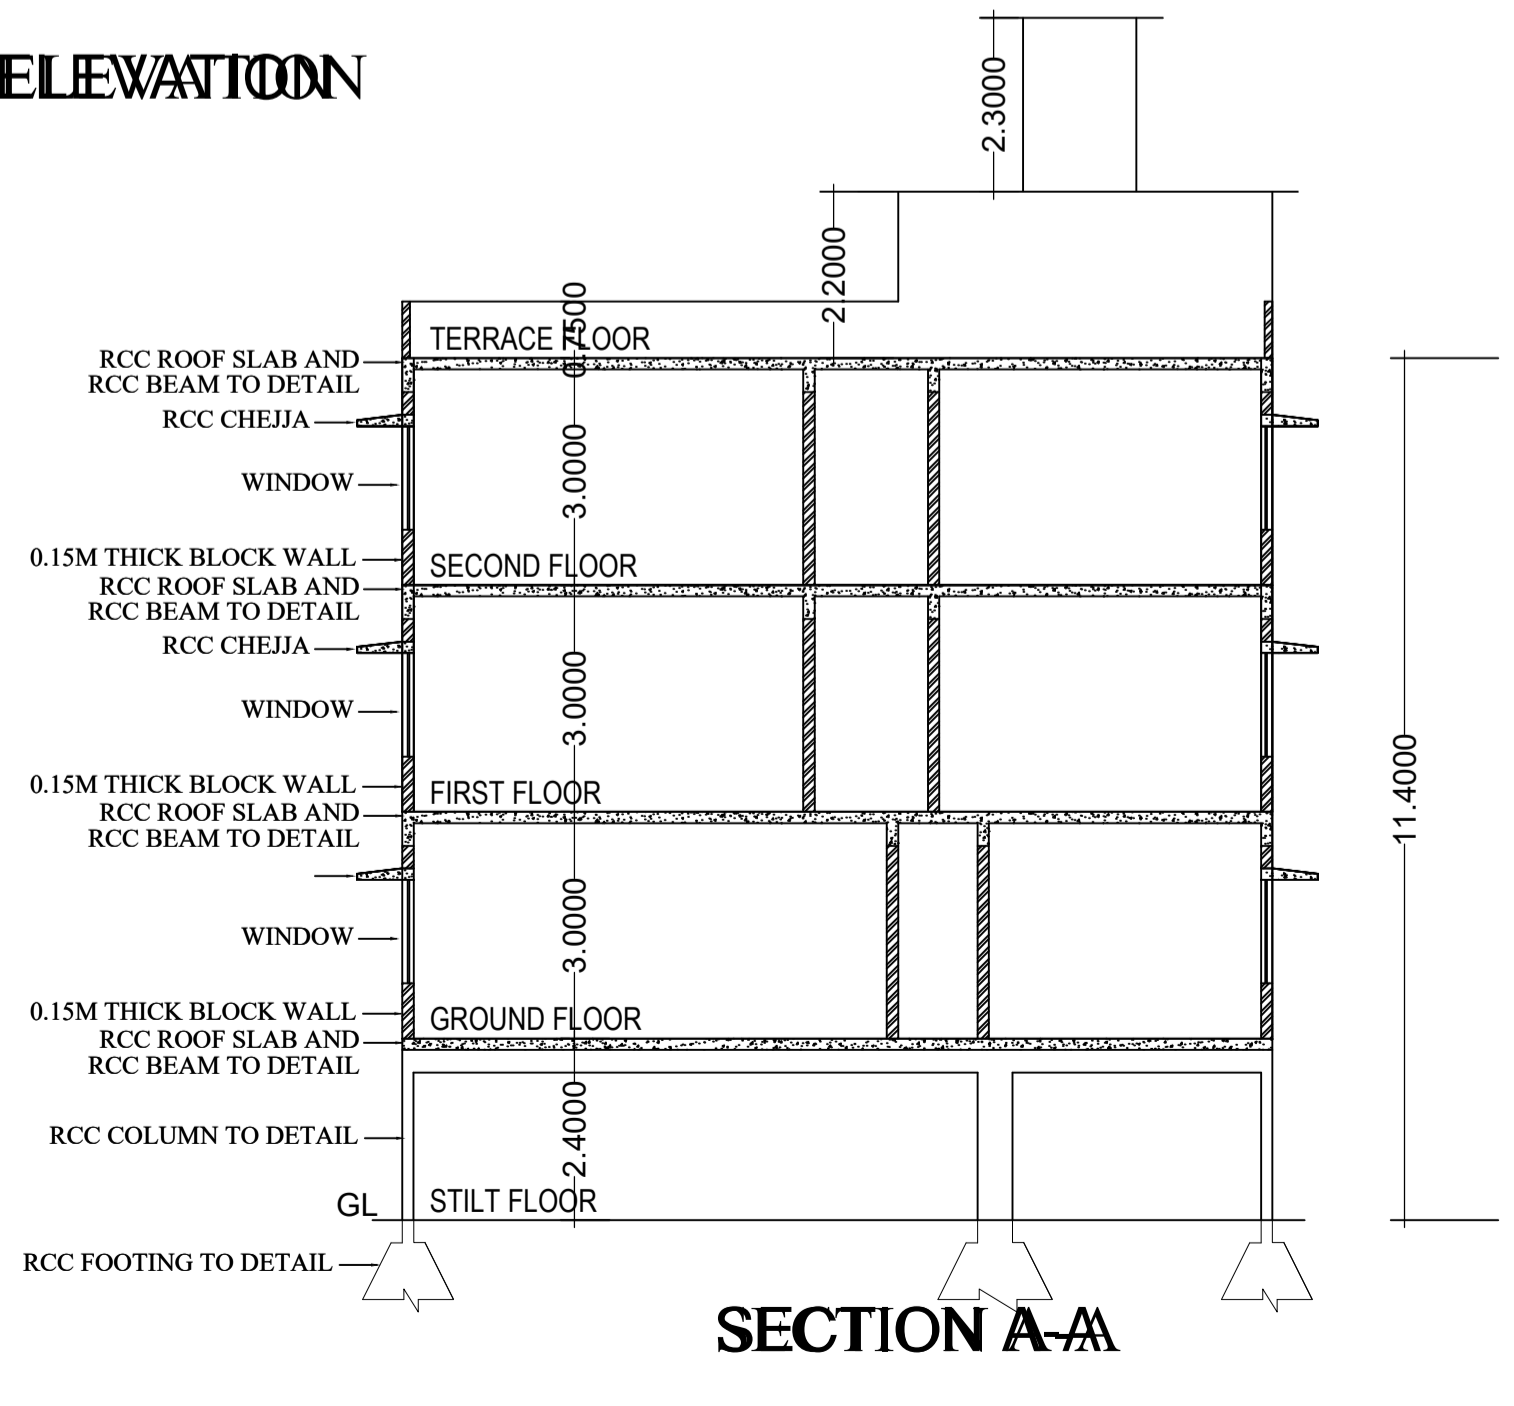 ELEVATION
2.3000
2.2000
0.7500
TERRACE FLOOR
RCC ROOF SLAB AND
RCC BEAM TO DETAIL
RCC CHEJJA
3.0000
WINDOW
0.15M THICK BLOCK WALL
SECOND FLOOR
RCC ROOF SLAB AND
RCC BEAM TO DETAIL
RCC CHEJJA
3.0000
WINDOW
11.4000
0.15M THICK BLOCK WALL
FIRST FLOOR
RCC ROOF SLAB AND
RCC BEAM TO DETAIL
3.0000
WINDOW
0.15M THICK BLOCK WALL
GROUND FLOOR
RCC ROOF SLAB AND
RCC BEAM TO DETAIL
2.4000
RCC COLUMN TO DETAIL
GL
STILT FLOOR
RCC FOOTING TO DETAIL
SECTION A-A